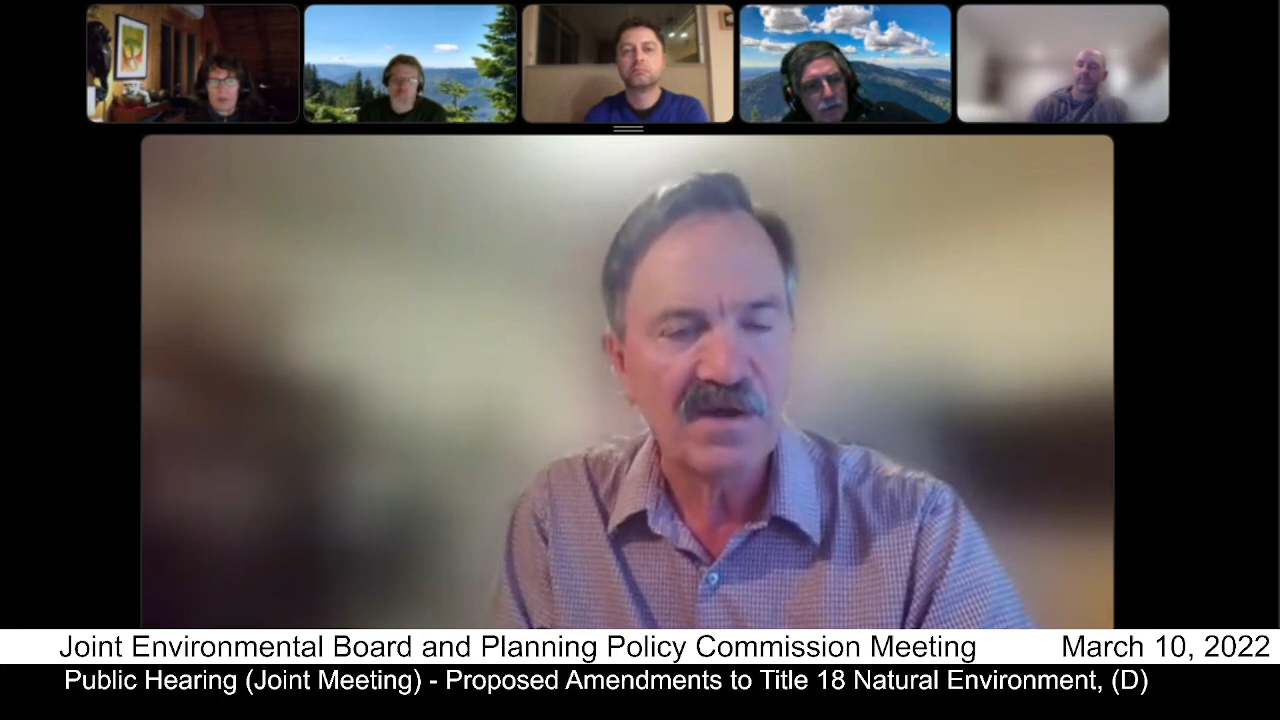 Joint Environmental Board and Planning Policy Commission Meeting March 10, 2022
Public Hearing (Joint Meeting) - Proposed Amendments to Title 18 Natural Environment, (D)